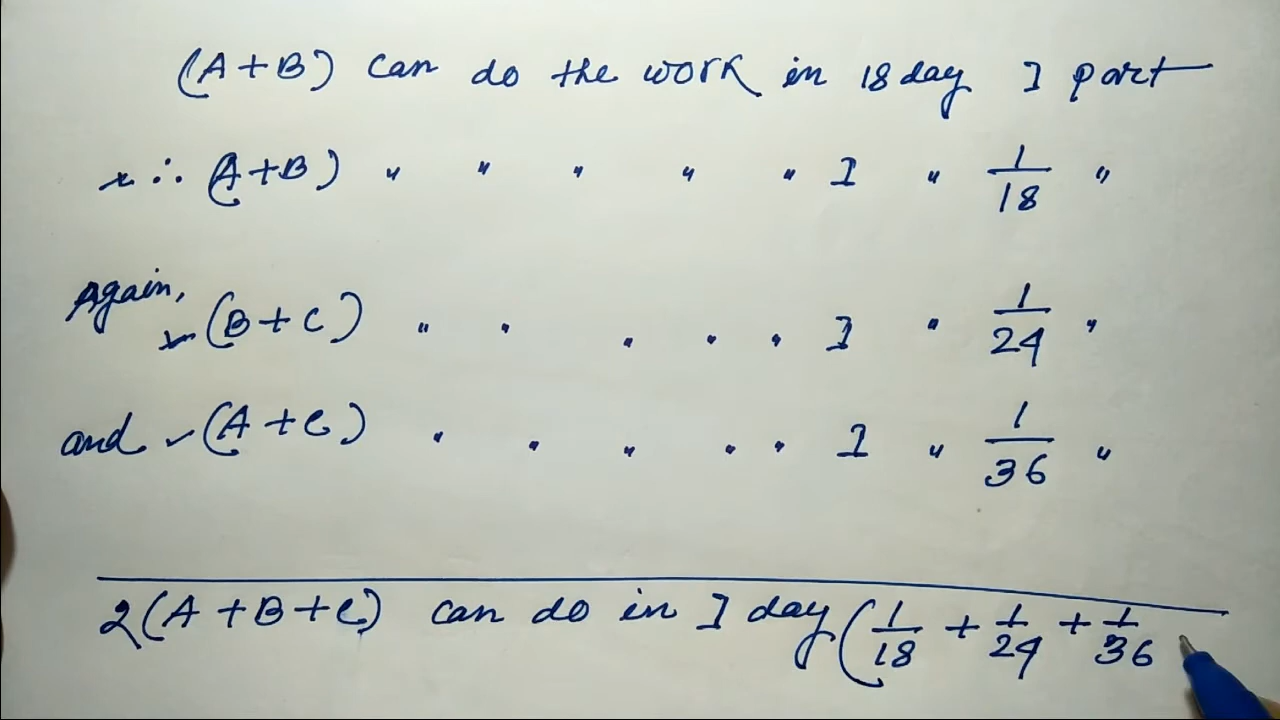 (A+B) can do the work in 18 day 1 part
∴ (A+B) " " " " " 1 " 1/18 "
Again, (B+C) " " " " " 1 " 1/24 "
and (A+C) " " " " " 1 " 1/36 "
2(A+B+C) can do in 1 day (1/18 + 1/24 + 1/36